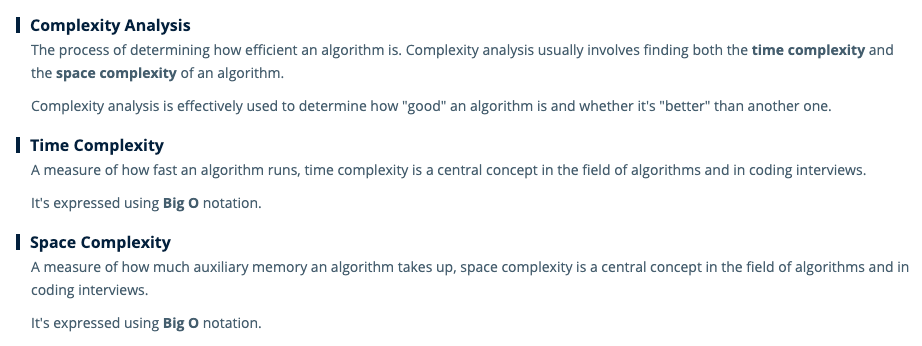 Complexity Analysis
The process of determining how efficient an algorithm is. Complexity analysis usually involves finding both the time complexity and
the space complexity of an algorithm.
Complexity analysis is effectively used to determine how "good" an algorithm is and whether it's "better" than another one.
Time Complexity
A measure of how fast an algorithm runs, time complexity is a central concept in the field of algorithms and in coding interviews.
It's expressed using Big O notation.
Space Complexity
A measure of how much auxiliary memory an algorithm takes up, space complexity is a central concept in the field of algorithms and in
coding interviews.
It's expressed using Big O notation.